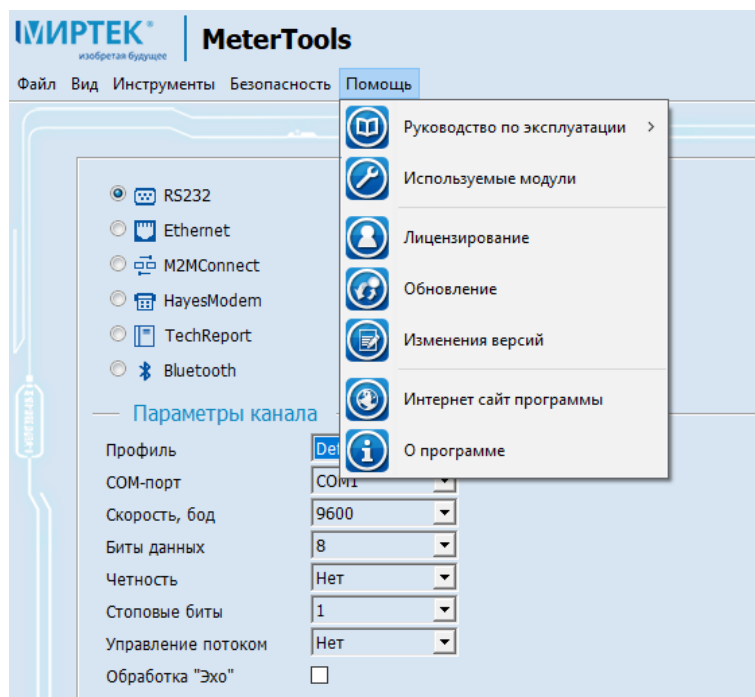 МИРТЕК®
изобретая будущее
MeterTools
Файл Вид Инструменты Безопасность Помощь
Руководство по эксплуатации >
Используемые модули
Лицензирование
Обновление
Изменения версий
Интернет сайт программы
О программе
RS232
Ethernet
M2MConnect
HayesModem
TechReport
Bluetooth
Параметры канала
Профиль
COM-порт COM1
Скорость, бод 9600
Биты данных 8
Четность Нет
Стоповые биты 1
Управление потоком Нет
Обработка "Эхо"